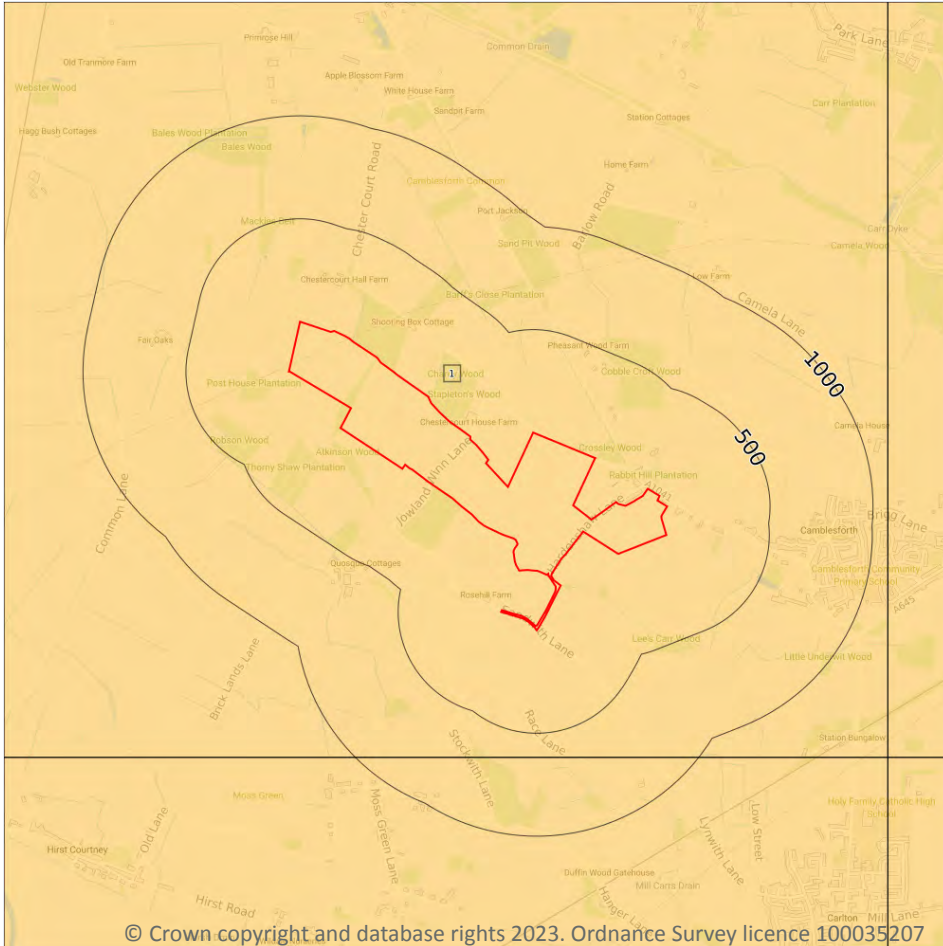 Primrose Hill
Park Lane
Common Drain
Old Tranmore Farm
Apple Blossom Farm
Webster Wood
White House Farm
Carr Plantation
Sandpit Farm
Station Cottages
Hagg Bush Cottages
Bales Wood Plantation
Bales Wood
Home Farm
Chester Court Road
Camblesforth Common
Barlow Road
Port Jackson
Mackins Belt
Carr Dyke
Sand Pit Wood
Camela Wood
Chestercourt Hall Farm
Low Farm
Barff's Close Plantation
Camela Lane
Shooting Box Cottage
Fair Oaks
Pheasant Wood Farm
1000
1
Cobble Croft Wood
Post House Plantation
Stapleton's Wood
Chestercourt House Farm
Camela House
500
Robson Wood
Atkinson Wood
Crossley Wood
Thorny Shaw Plantation
Jowland Winn Lane
Rabbit Hill Plantation
A1041
Common Lane
Brigg Lane
Camblesforth
Quosquo Cottages
Camblesforth Community
Primary School
Rosehill Farm
A645
Lee's Carr Wood
Little Underwit Wood
Brick Lands Lane
Race Lane
Station Bungalow
Stockwith Lane
Moss Green
Moss Green Lane
Old Lane
Holy Family Catholic High
School
Low Street
Lynwith Lane
Hirst Courtney
Duffin Wood Gatehouse
Mill Carrs Drain
Hirst Road
Hanger Lane
Carlton
Mill Lane
© Crown copyright and database rights 2023. Ordnance Survey licence 100035207